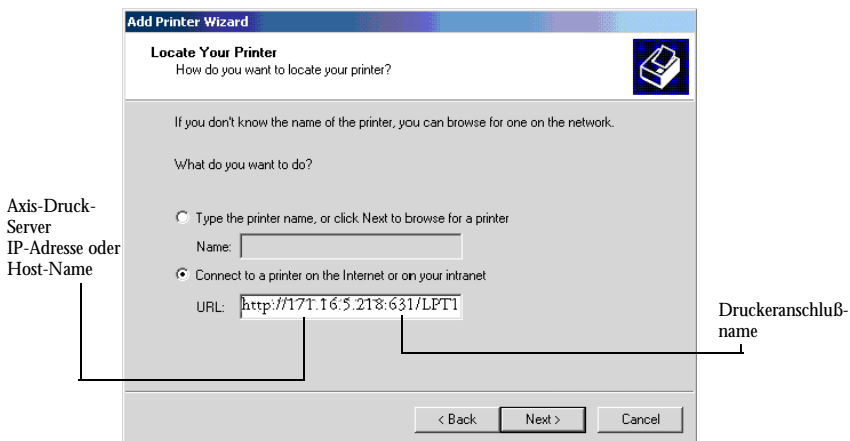 Add Printer Wizard
Locate Your Printer
How do you want to locate your printer?
If you don't know the name of the printer, you can browse for one on the network.
What do you want to do?
Axis-Druck-
Server
IP-Adresse oder
Host-Name
Type the printer name, or click Next to browse for a printer
Name:
Connect to a printer on the Internet or on your intranet
URL: http://171.16.5.218:631/LPT1
Druckeranschluß-
name
< Back Next > Cancel